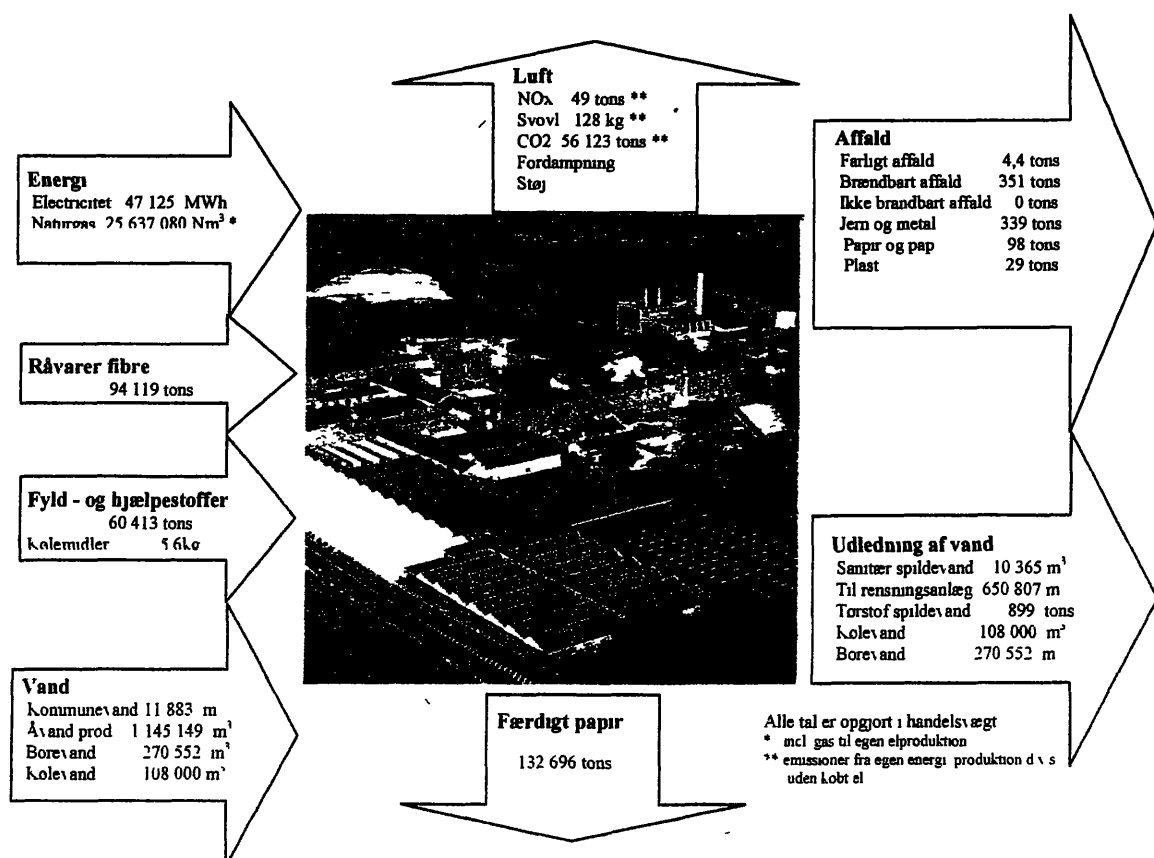 Luft
NOx 49 tons **
Svovl 128 kg **
CO2 56 123 tons **
Fordampning
Støj
Energi
Electricitet 47 125 MWh
Naturgas 25 637 080 Nm³ *
Råvarer fibre
94 119 tons
Fyld - og hjælpestoffer
60 413 tons
Kølemidler 5 6kg
Vand
Kommunevand 11 883 m
Åvand prod 1 145 149 m³
Borevand 270 552 m³
Kølevand 108 000 m³
Færdigt papir
132 696 tons
Affald
Farligt affald 4,4 tons
Brændbart affald 351 tons
Ikke brandbart affald 0 tons
Jern og metal 339 tons
Papir og pap 98 tons
Plast 29 tons
Udledning af vand
Sanitær spildevand 10 365 m³
Til rensningsanlæg 650 807 m
Tørstof spildevand 899 tons
Kølevand 108 000 m³
Borevand 270 552 m
Alle tal er opgjort i handelsvægt
* incl gas til egen elproduktion
** emissioner fra egen energi produktion d v s
uden købt el